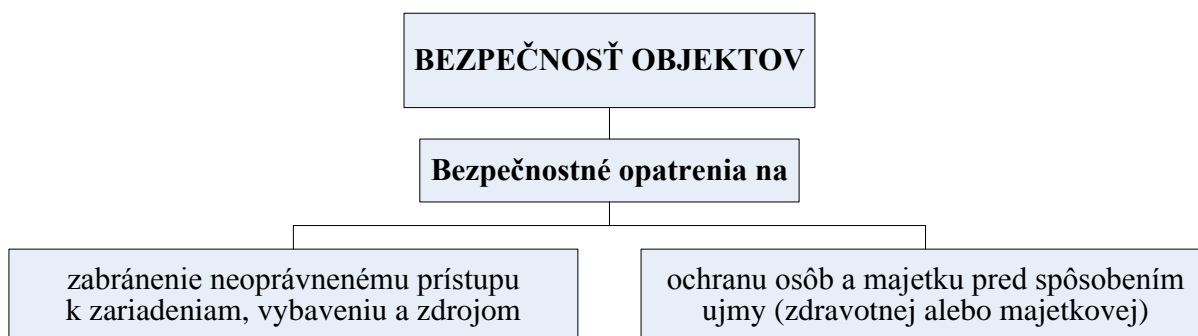 BEZPEČNOSŤ OBJEKTOV
Bezpečnostné opatrenia na
zabránenie neoprávnenému prístupu
k zariadeniam, vybaveniu a zdrojom
ochranu osôb a majetku pred spôsobením
ujmy (zdravotnej alebo majetkovej)